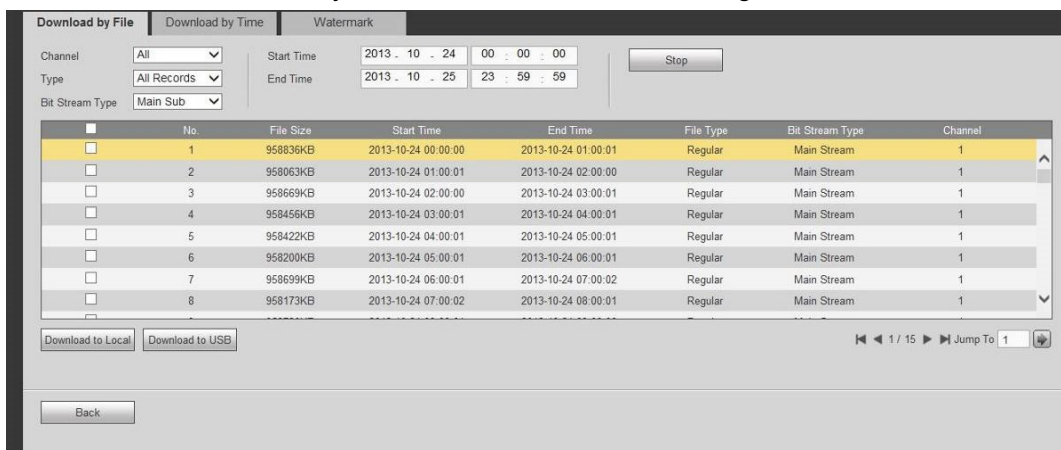 Download by File Download by Time Watermark
Channel All Start Time 2013 - 10 - 24 00 : 00 : 00 Stop
Type All Records End Time 2013 - 10 - 25 23 : 59 : 59
Bit Stream Type Main Sub
No. File Size Start Time End Time File Type Bit Stream Type Channel
1 958836KB 2013-10-24 00:00:00 2013-10-24 01:00:01 Regular Main Stream 1
2 958063KB 2013-10-24 01:00:01 2013-10-24 02:00:00 Regular Main Stream 1
3 958669KB 2013-10-24 02:00:00 2013-10-24 03:00:01 Regular Main Stream 1
4 958456KB 2013-10-24 03:00:01 2013-10-24 04:00:01 Regular Main Stream 1
5 958422KB 2013-10-24 04:00:01 2013-10-24 05:00:01 Regular Main Stream 1
6 958200KB 2013-10-24 05:00:01 2013-10-24 06:00:01 Regular Main Stream 1
7 958699KB 2013-10-24 06:00:01 2013-10-24 07:00:02 Regular Main Stream 1
8 958173KB 2013-10-24 07:00:02 2013-10-24 08:00:01 Regular Main Stream 1
Download to Local Download to USB 1 / 15 Jump To 1
Back